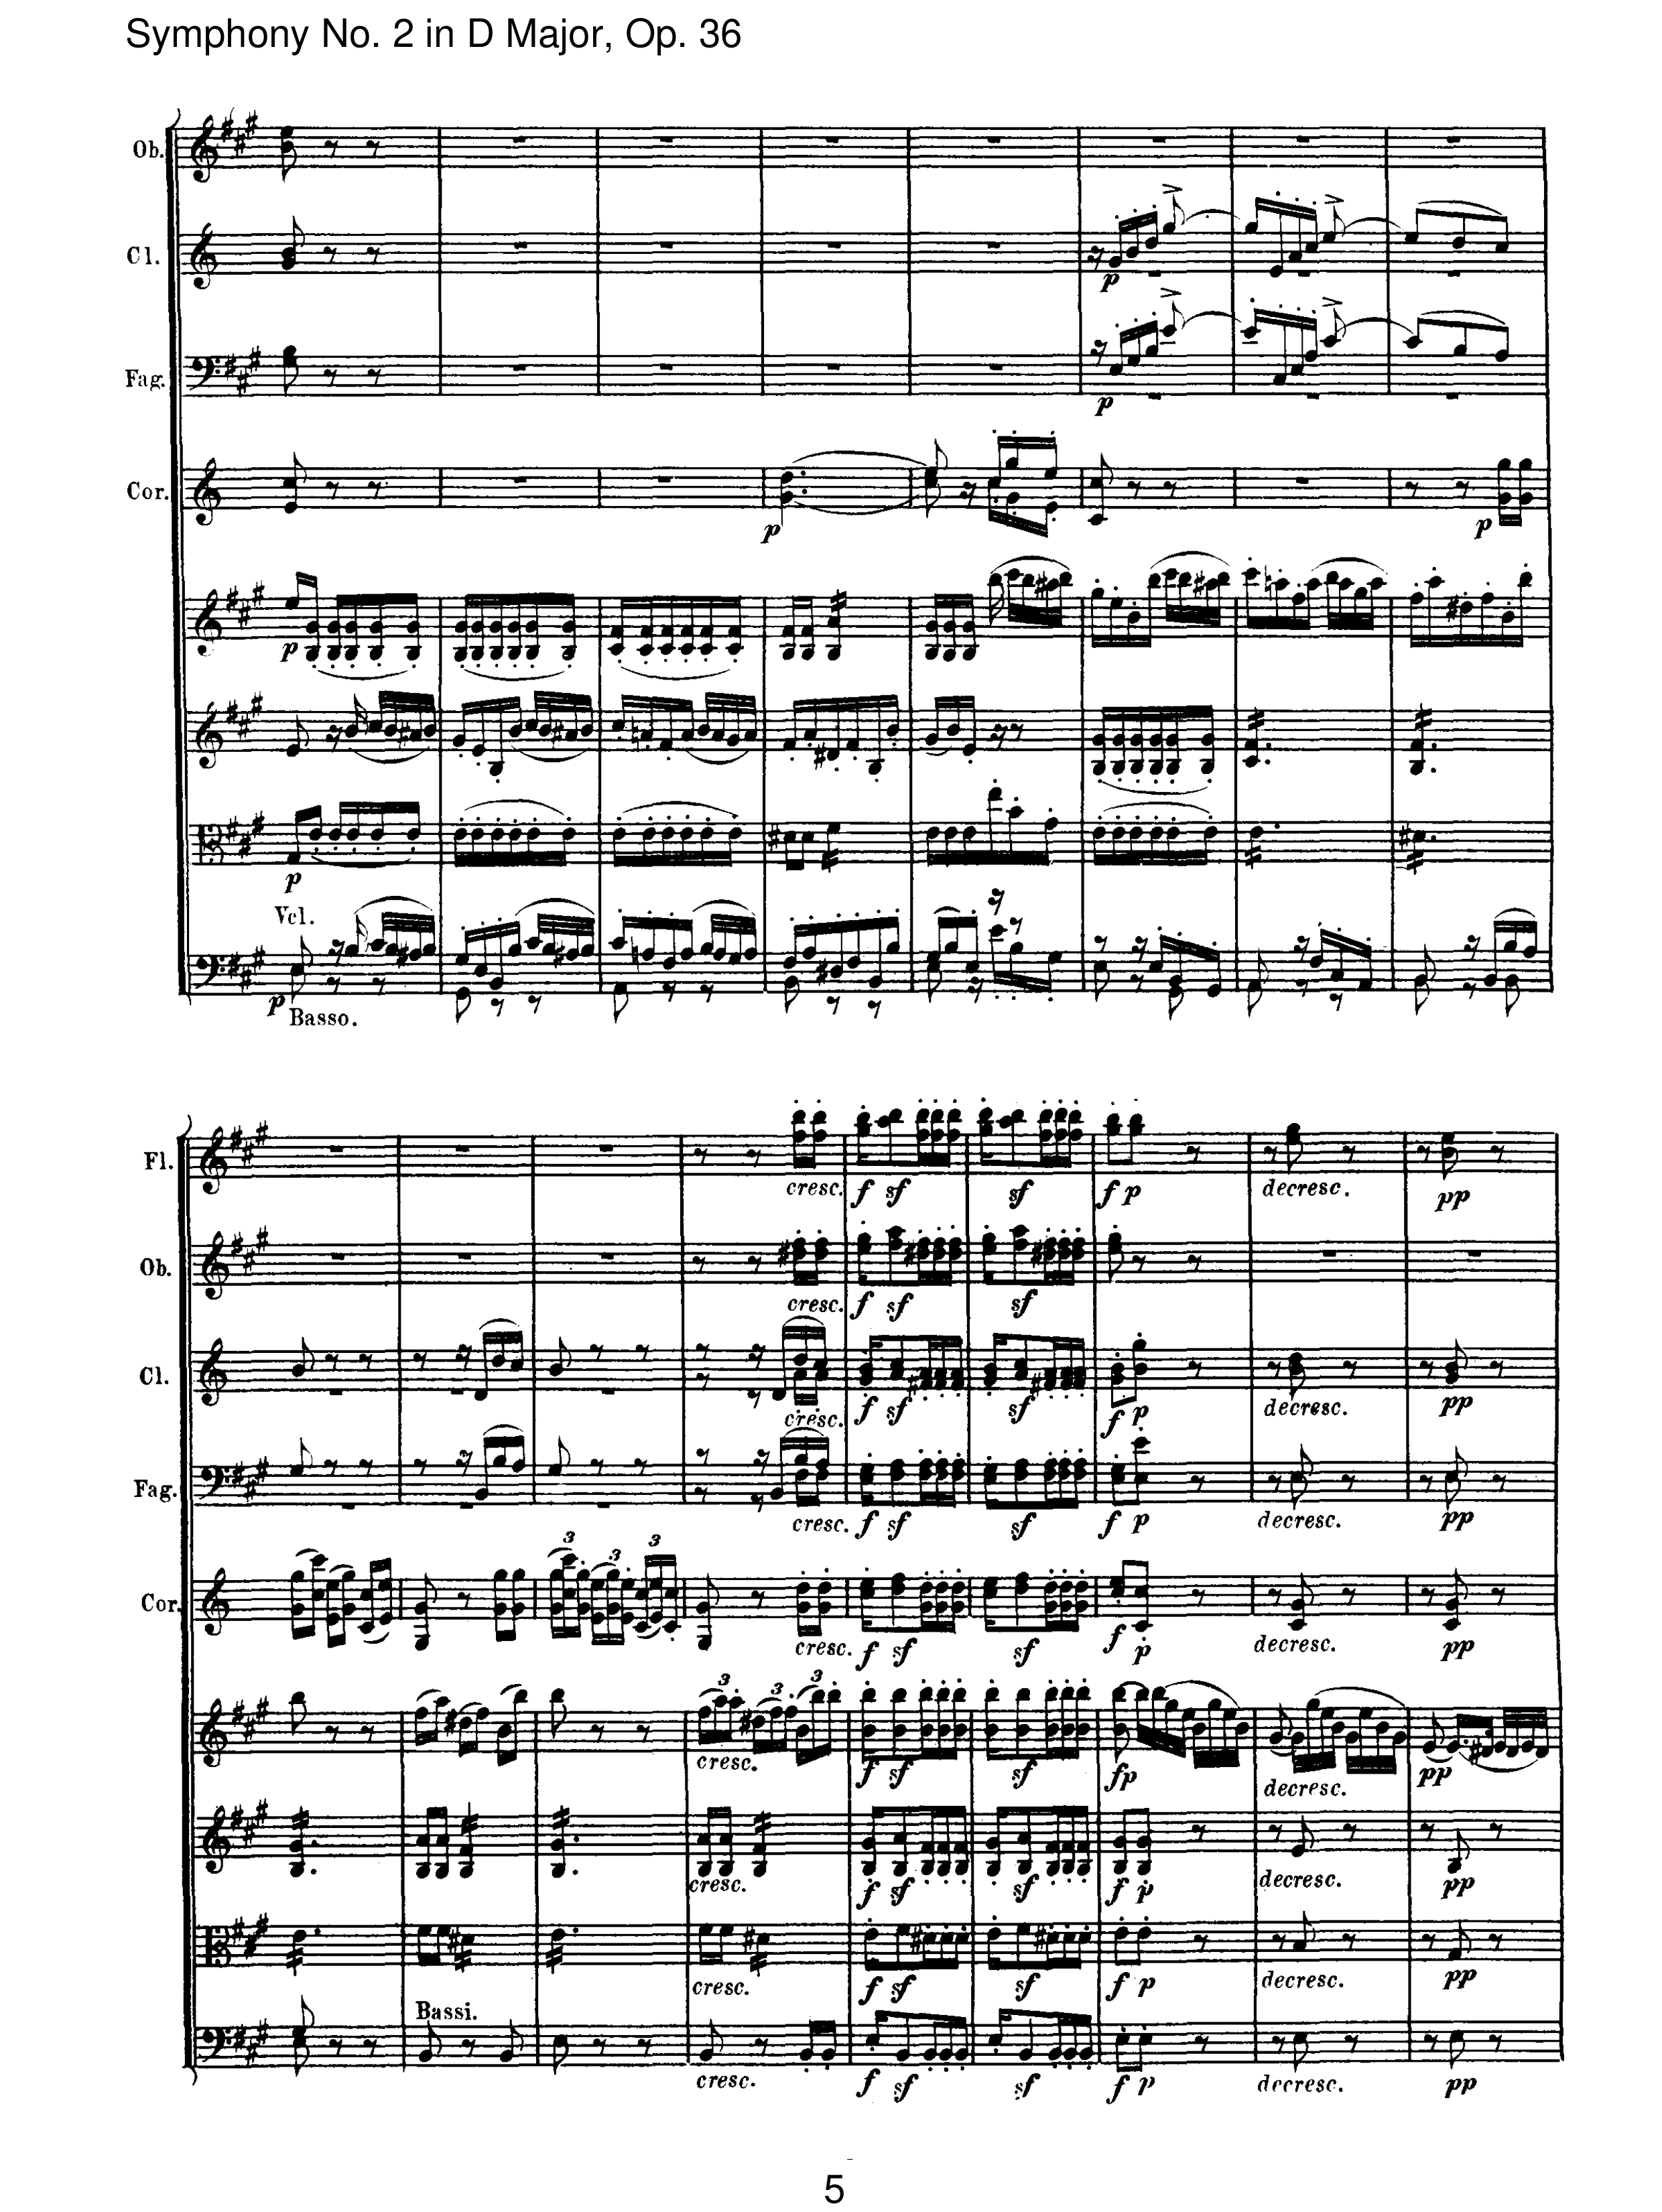 Symphony No. 2 in D Major, Op. 36
Ob.
Cl.
p
Fag.
p
Cor.
p
p
p
p
Vcl.
p
Basso.
Fl.
cresc. f sf sf f p decresc. pp
Ob.
cresc. f sf sf
Cl.
cresc. f sf sf f p decresc. pp
Fag.
cresc. f sf sf f p decresc. pp
3 3 3
Cor.
cresc. f sf sf f p decresc. pp
3 3 3
cresc. f sf sf fp decresc. pp
cresc. f sf sf f p decresc. pp
cresc. f sf sf f p decresc. pp
Bassi.
cresc. f sf sf f p decresc. pp
5